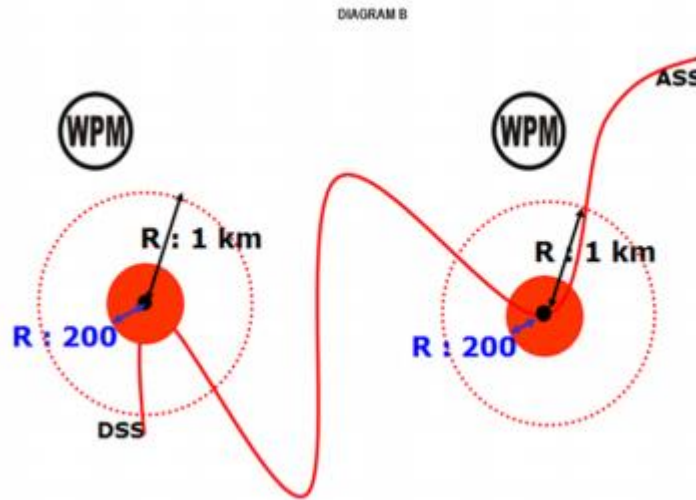 DIAGRAM B
WPM
WPM
ASS
R : 1 km
R : 1 km
R : 200
R : 200
DSS